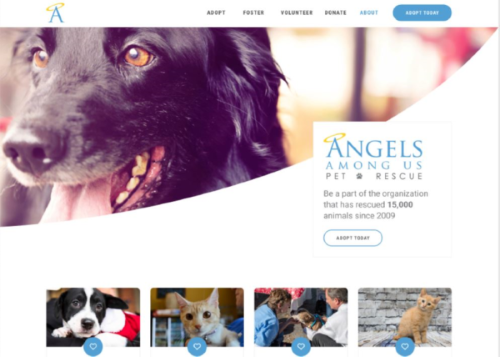 A
ADOPT FOSTER VOLUNTEER DONATE ABOUT ADOPT TODAY
ANGELS
AMONG US
PET RESCUE
Be a part of the organization
that has rescued 15,000
animals since 2009
ADOPT TODAY